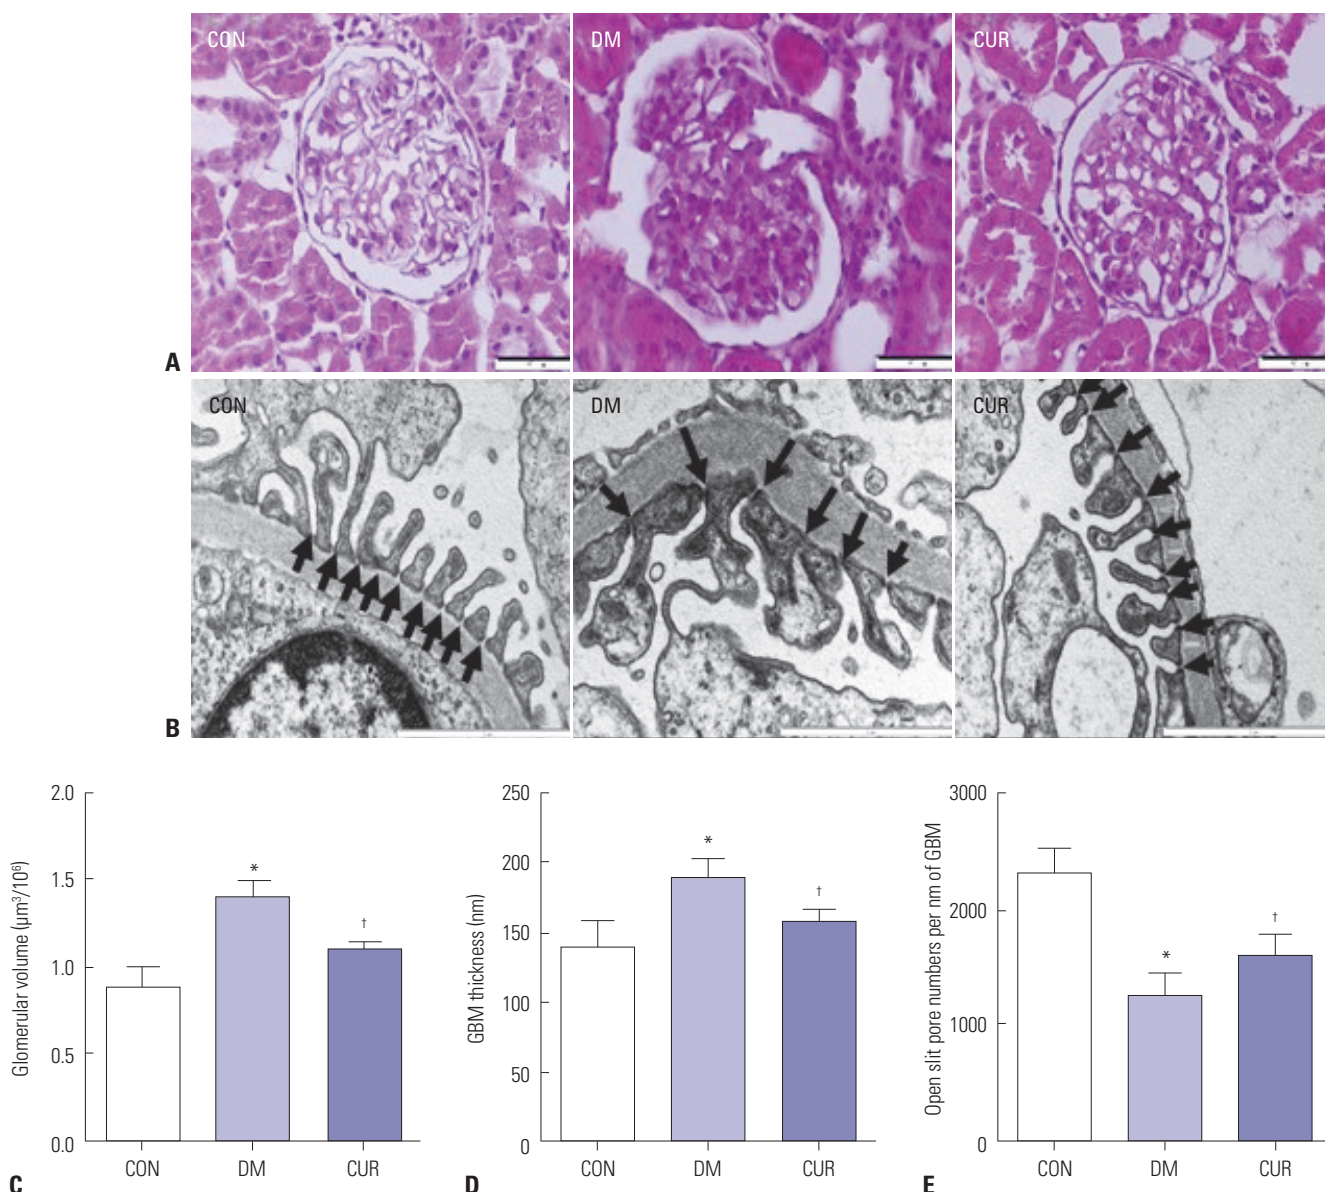 CON DM CUR
A
CON DM CUR
B
2.0
1.5
1.0
0.5
0.0
Glomerular volume (µm³/10⁶)
*
†
CON DM CUR
C
250
200
150
100
50
0
GBM thickness (nm)
*
†
CON DM CUR
D
3000
2000
1000
0
Open slit pore numbers per nm of GBM
*
†
CON DM CUR
E